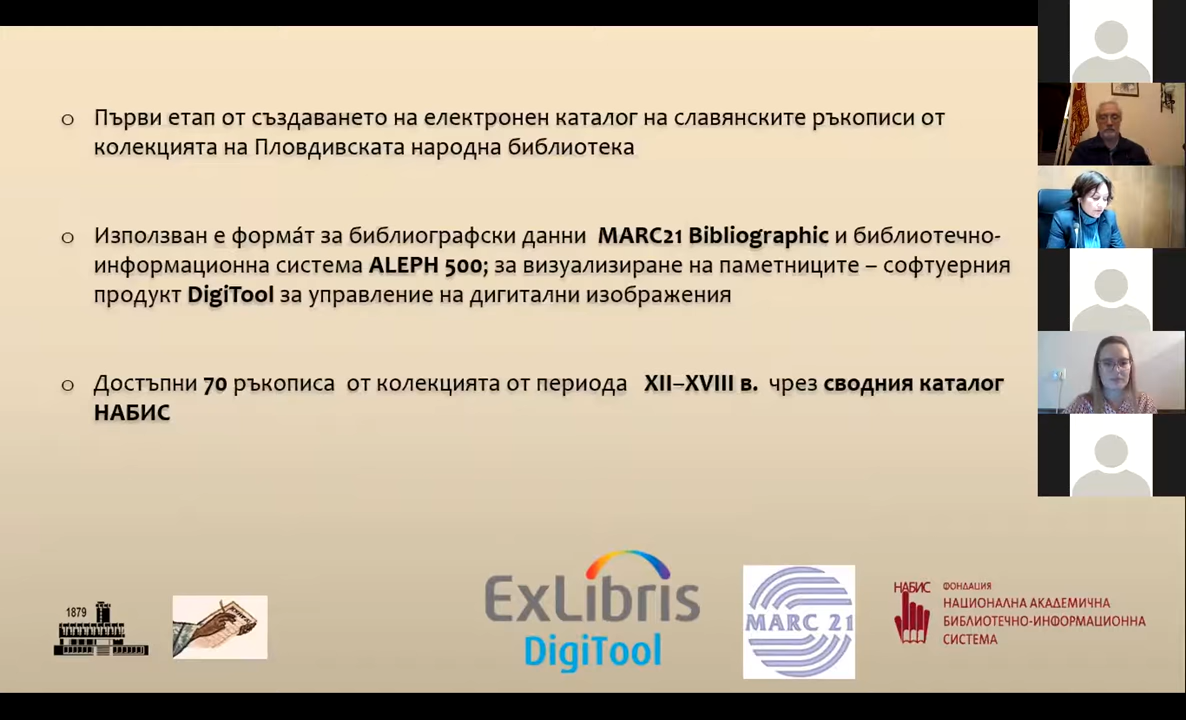 Първи етап от създаването на електронен каталог на славянските ръкописи от
колекцията на Пловдивската народна библиотека
Използван е форма́т за библиографски данни MARC21 Bibliographic и библиотечно-
информационна система ALEPH 500; за визуализиране на паметниците – софтуерния
продукт DigiTool за управление на дигитални изображения
Достъпни 70 ръкописа от колекцията от периода XII–XVIII в. чрез сводния каталог
НАБИС
1879
ExLibris
DigiTool
MARC 21
НАБИС
ФОНДАЦИЯ
НАЦИОНАЛНА АКАДЕМИЧНА
БИБЛИОТЕЧНО-ИНФОРМАЦИОННА
СИСТЕМА